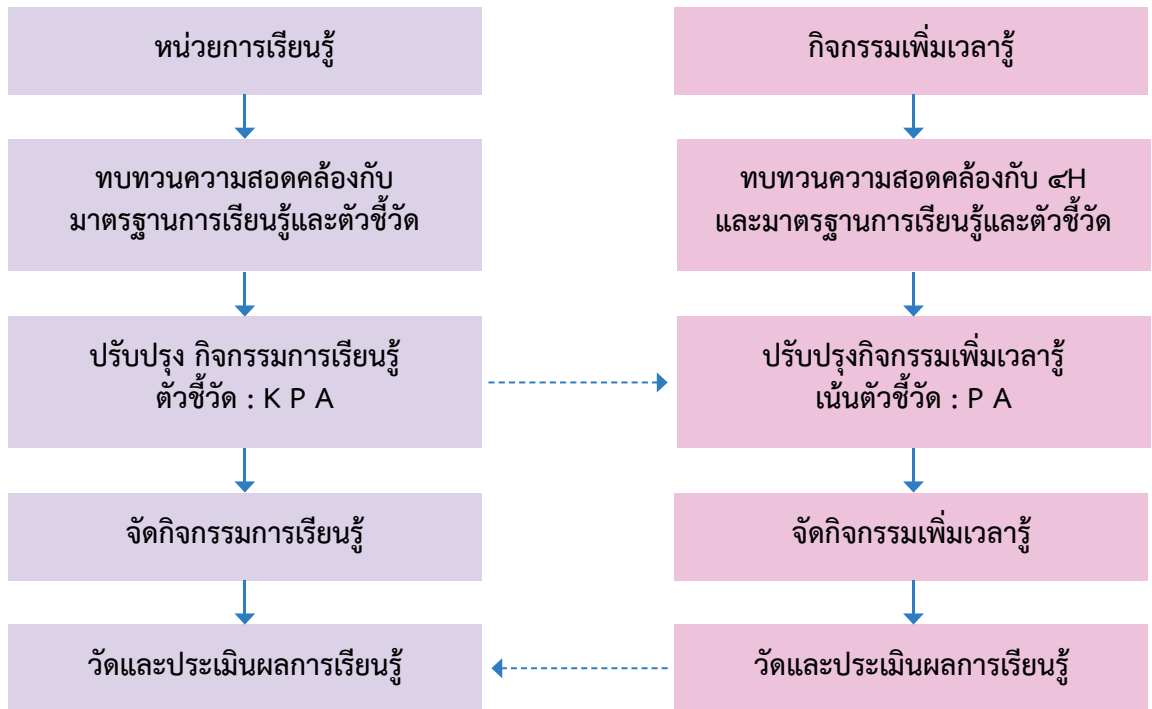 หน่วยการเรียนรู้
ทบทวนความสอดคล้องกับ
มาตรฐานการเรียนรู้และตัวชี้วัด
ปรับปรุง กิจกรรมการเรียนรู้
ตัวชี้วัด : K P A
จัดกิจกรรมการเรียนรู้
วัดและประเมินผลการเรียนรู้
กิจกรรมเพิ่มเวลารู้
ทบทวนความสอดคล้องกับ ๔H
และมาตรฐานการเรียนรู้และตัวชี้วัด
ปรับปรุงกิจกรรมเพิ่มเวลารู้
เน้นตัวชี้วัด : P A
จัดกิจกรรมเพิ่มเวลารู้
วัดและประเมินผลการเรียนรู้